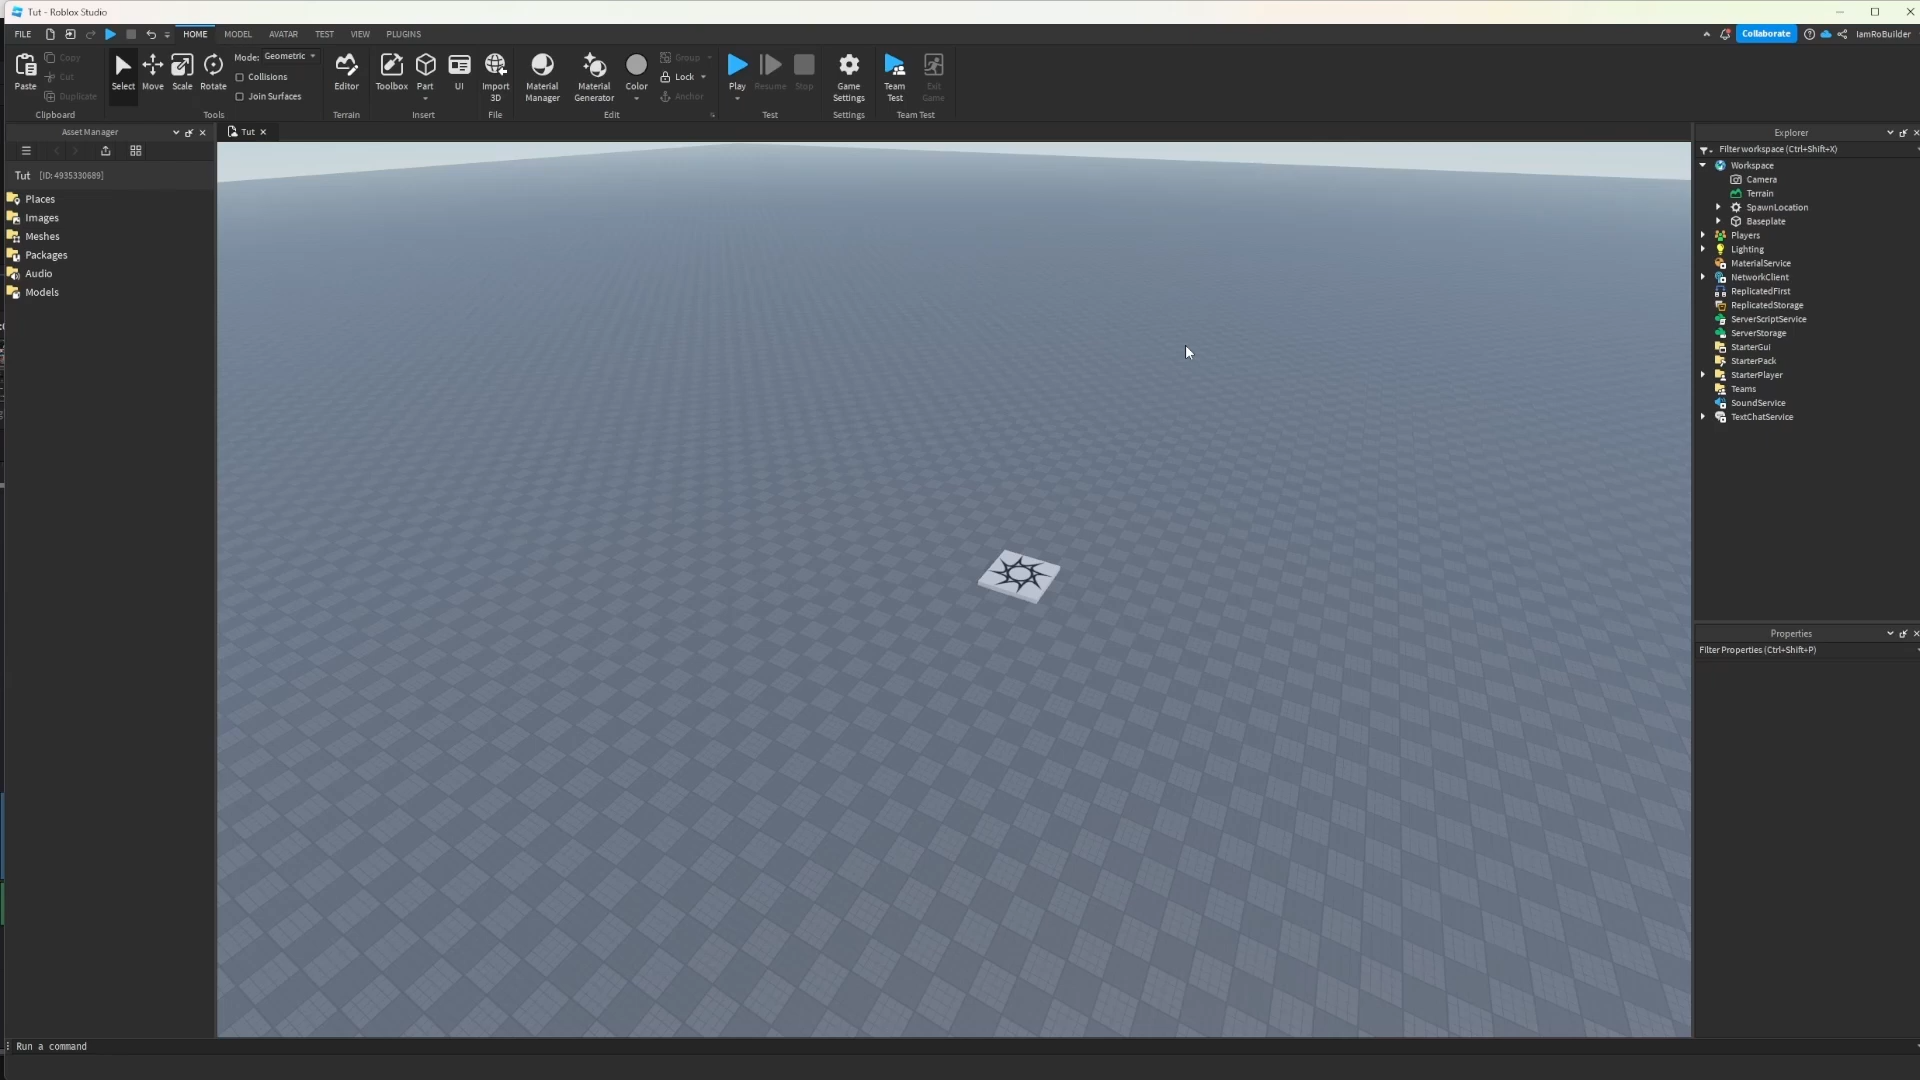 Tut - Roblox Studio
FILE HOME MODEL AVATAR TEST VIEW PLUGINS Collaborate IamRoBuilder
Paste Copy Cut Duplicate
Clipboard
Select Move Scale Rotate
Mode: Geometric
Collisions
Join Surfaces
Tools
Editor
Terrain
Toolbox Part UI
Insert
Import 3D
File
Material Manager Material Generator Color
Group
Lock
Anchor
Edit
Play Resume Stop
Test
Game Settings
Settings
Team Test Exit Game
Team Test
Asset Manager
Tut [ID: 4935330689]
Places
Images
Meshes
Packages
Audio
Models
Tut
Explorer
Filter workspace (Ctrl+Shift+X)
Workspace
Camera
Terrain
SpawnLocation
Baseplate
Players
Lighting
MaterialService
NetworkClient
ReplicatedFirst
ReplicatedStorage
ServerScriptService
ServerStorage
StarterGui
StarterPack
StarterPlayer
Teams
SoundService
TextChatService
Properties
Filter Properties (Ctrl+Shift+P)
Run a command